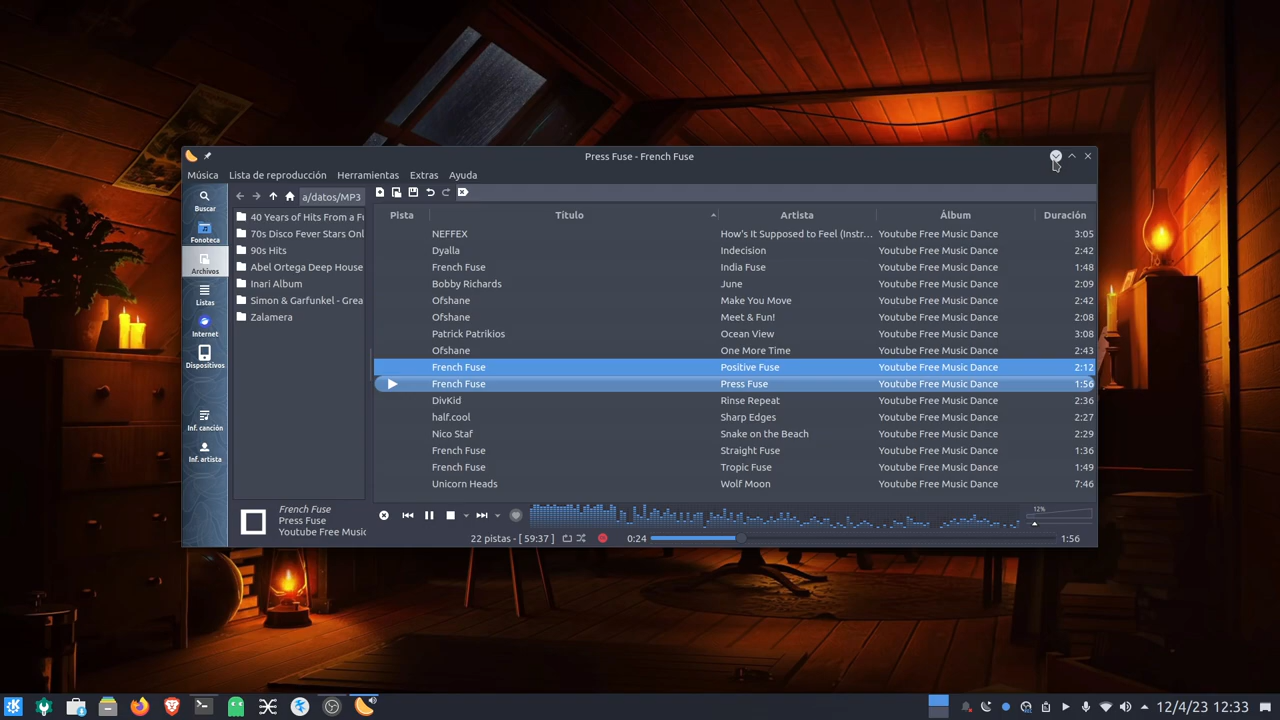 Press Fuse - French Fuse
Música Lista de reproducción Herramientas Extras Ayuda
a/datos/MP3
Buscar
Fonoteca
Archivos
Listas
Internet
Dispositivos
Inf. canción
Inf. artista
40 Years of Hits From a Fu
70s Disco Fever Stars Onl
90s Hits
Abel Ortega Deep House
Inari Album
Simon & Garfunkel - Grea
Zalamera
Pista Título Artista Álbum Duración
NEFFEX How's It Supposed to Feel (Instr... Youtube Free Music Dance 3:05
Dyalla Indecision Youtube Free Music Dance 2:42
French Fuse India Fuse Youtube Free Music Dance 1:48
Bobby Richards June Youtube Free Music Dance 2:09
Ofshane Make You Move Youtube Free Music Dance 2:42
Ofshane Meet & Fun! Youtube Free Music Dance 2:08
Patrick Patrikios Ocean View Youtube Free Music Dance 3:08
Ofshane One More Time Youtube Free Music Dance 2:43
French Fuse Positive Fuse Youtube Free Music Dance 2:12
French Fuse Press Fuse Youtube Free Music Dance 1:56
DivKid Rinse Repeat Youtube Free Music Dance 2:36
half.cool Sharp Edges Youtube Free Music Dance 2:27
Nico Staf Snake on the Beach Youtube Free Music Dance 2:29
French Fuse Straight Fuse Youtube Free Music Dance 1:36
French Fuse Tropic Fuse Youtube Free Music Dance 1:49
Unicorn Heads Wolf Moon Youtube Free Music Dance 7:46
French Fuse
Press Fuse
Youtube Free Music
12%
22 pistas - [ 59:37 ] 0:24 1:56
12/4/23 12:33